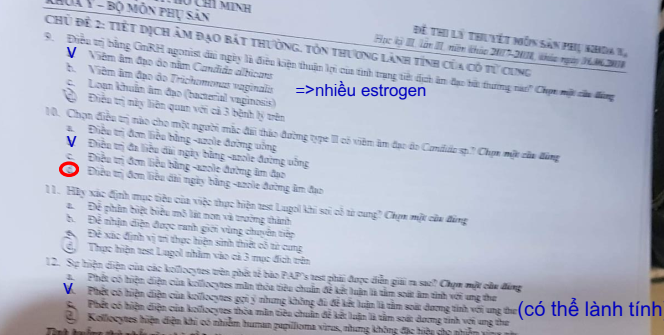 KHOA Y – BỘ MÔN PHỤ SẢN
CHỦ ĐỀ 2: TIẾT DỊCH ÂM ĐẠO BẤT THƯỜNG, TỔN THƯƠNG LÀNH TÍNH CỦA CỔ TỬ CUNG
ĐỀ THI LÝ THUYẾT MÔN SẢN PHỤ KHOA
Học kỳ II, lần II, năm khóa 2017-2018, khóa ngày
9. Điều trị bằng GnRH agonist dài ngày là điều kiện thuận lợi của tình trạng tiết dịch âm đạo bất thường nào? Chọn một câu đúng
V Viêm âm đạo do nấm Candida albicans
b. Viêm âm đạo do Trichomonas vaginalis
c. Loạn khuẩn âm đạo (bacterial vaginosis)
Điều trị này liên quan với cả 3 bệnh lý trên
=>nhiều estrogen
10. Chọn điều trị nào cho một người mắc đái tháo đường type II có viêm âm đạo do Candida sp.? Chọn một câu đúng
a. Điều trị đơn liều bằng -azole đường uống
V Điều trị đa liều dài ngày bằng -azole đường uống
c. Điều trị đơn liều bằng -azole đường âm đạo
Điều trị đơn liều dài ngày bằng -azole đường âm đạo
11. Hãy xác định mục tiêu của việc thực hiện test Lugol khi soi cổ tử cung? Chọn một câu đúng
a. Để phân biệt biểu mô lát non và trưởng thành
b. Để nhận diện được ranh giới vùng chuyển tiếp
c. Để xác định vị trí thực hiện sinh thiết cổ tử cung
Thực hiện test Lugol nhằm vào cả 3 mục đích trên
12. Sự hiện diện của các koilocytes trên phết tế bào PAP's test phải được diễn giải ra sao? Chọn một câu đúng
a. Phết có hiện diện của koilocytes mãn thỏa tiêu chuẩn để kết luận là tầm soát âm tính với ung thư
V Phết có hiện diện của koilocytes gợi ý nhưng không đủ để kết luận là tầm soát dương tính với ung thư (có thể lành tính
c. Phết có hiện diện của koilocytes thỏa mãn tiêu chuẩn để kết luận là tầm soát dương tính với ung thư
Koilocytes hiện diện khi có nhiễm human papilloma virus, nhưng không đặc hiệu cho nhiễm